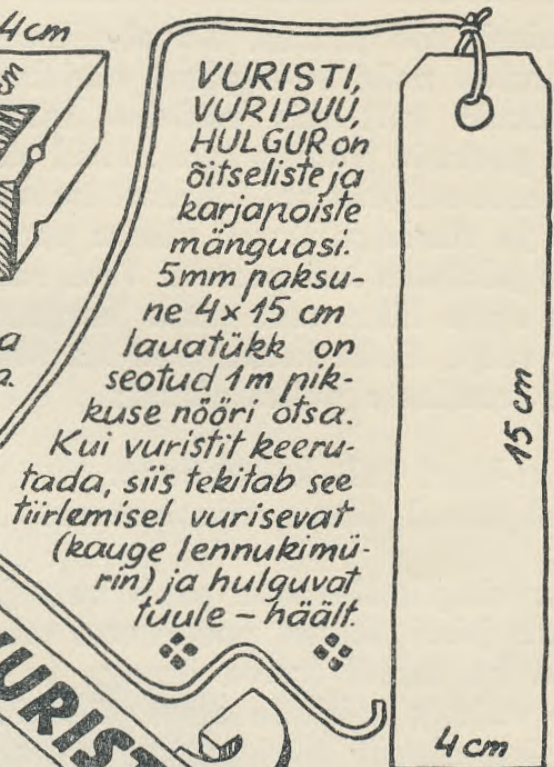 4cm
cm
VURISTI,
VURIPUU,
HULGUR on
õitseliste ja
karjapoiste
mänguasi.
5mm paksu-
ne 4x15 cm
lauatükk on
seotud 1m pik-
kuse nööri otsa.
Kui vuristit keeru-
tada, siis tekitab see
tiirlemisel vurisevat
(kauge lennukimü-
rin) ja hulguvat
tuule – häält.
a
15 cm
4 cm
URIST